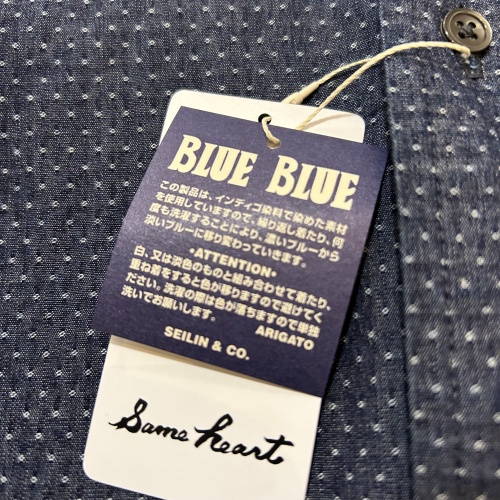 BLUE BLUE
この製品は、インディゴ染料で染めた素材
を使用していますので、繰り返し着たり、何
度も洗濯することにより、濃いブルーから
淡いブルーに移り変わっていきます。
•ATTENTION•
白、又は淡色のものと組み合わせて着たり、
重ね着をすると色が移りますので避けてく
ださい。洗濯の際は色が落ちますので単独
洗いでお願いします。 ARIGATO
SEILIN & CO.
Same heart